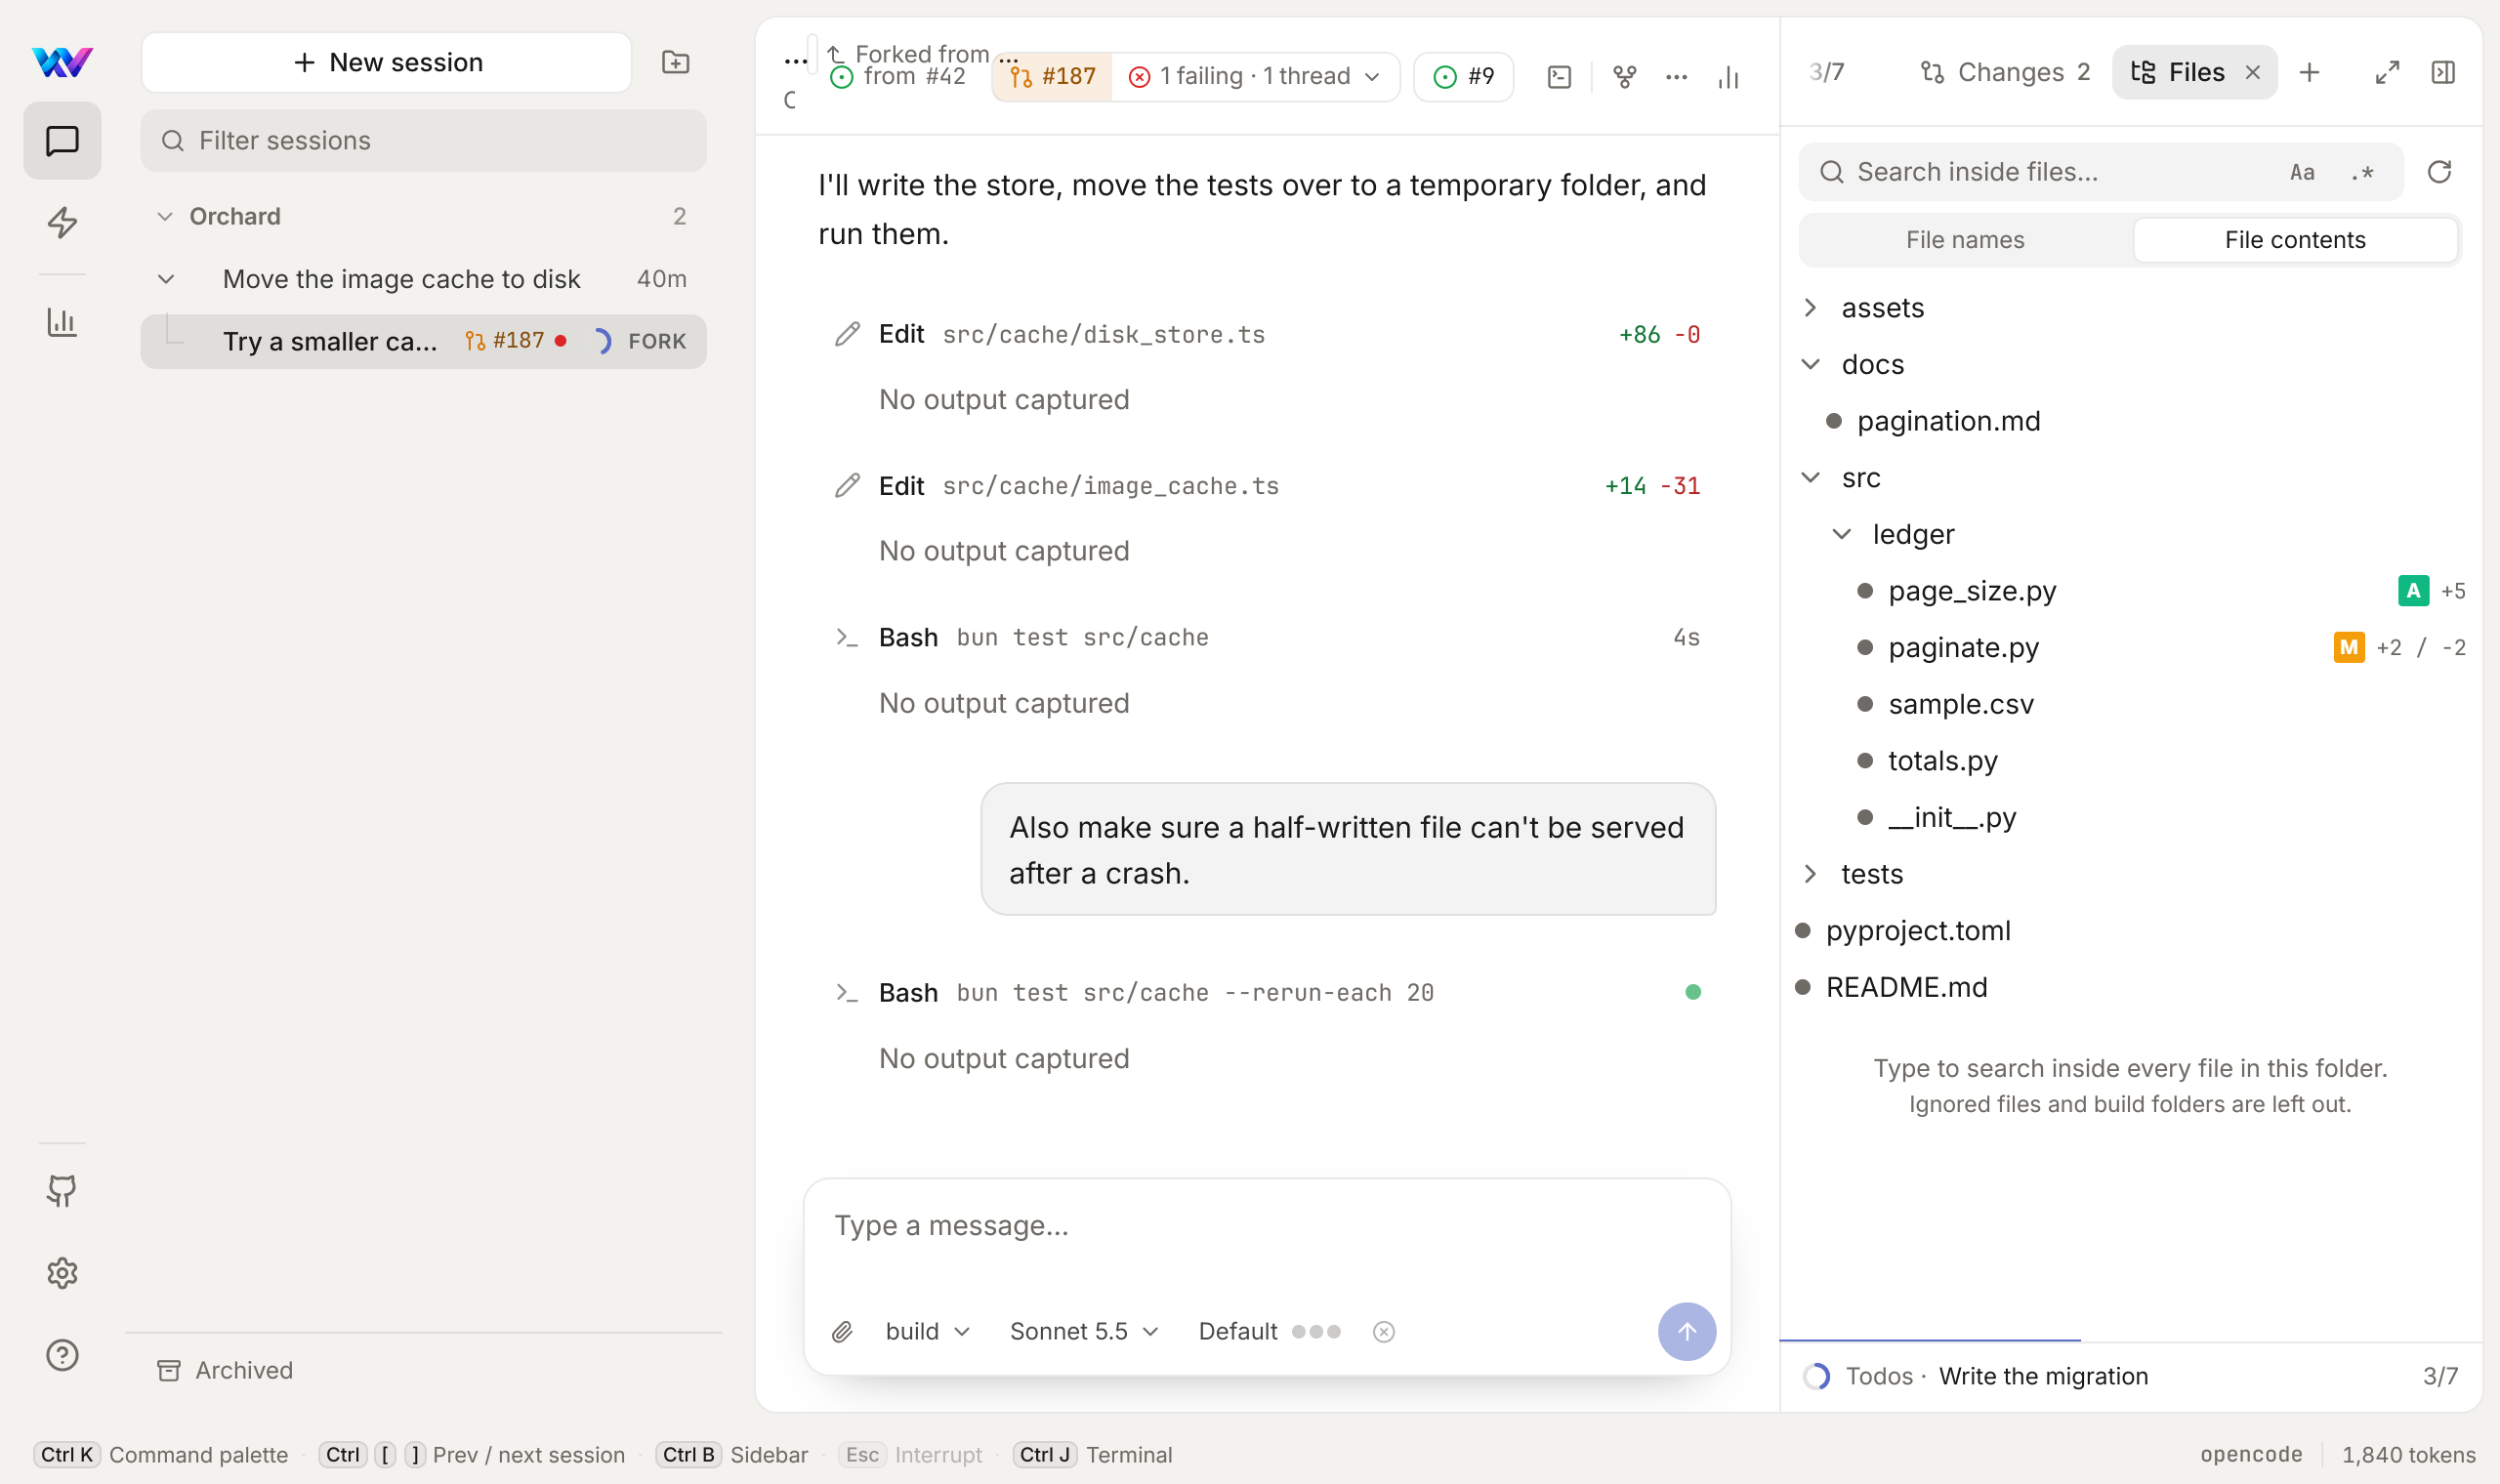 New session
Filter sessions
Orchard 2
Move the image cache to disk 40m
Try a smaller ca... #187 FORK
Archived
... Forked from ...
from #42 #187 1 failing · 1 thread #9
I'll write the store, move the tests over to a temporary folder, and
run them.
Edit src/cache/disk_store.ts +86 -0
No output captured
Edit src/cache/image_cache.ts +14 -31
No output captured
Bash bun test src/cache 4s
No output captured
Also make sure a half-written file can't be served
after a crash.
Bash bun test src/cache --rerun-each 20
No output captured
Type a message...
build Sonnet 5.5 Default
3/7 Changes 2 Files
Search inside files... Aa .*
File names File contents
assets
docs
pagination.md
src
ledger
page_size.py A +5
paginate.py M +2 / -2
sample.csv
totals.py
__init__.py
tests
pyproject.toml
README.md
Type to search inside every file in this folder.
Ignored files and build folders are left out.
Todos · Write the migration 3/7
Ctrl K Command palette · Ctrl [ ] Prev / next session · Ctrl B Sidebar · Esc Interrupt · Ctrl J Terminal
opencode 1,840 tokens